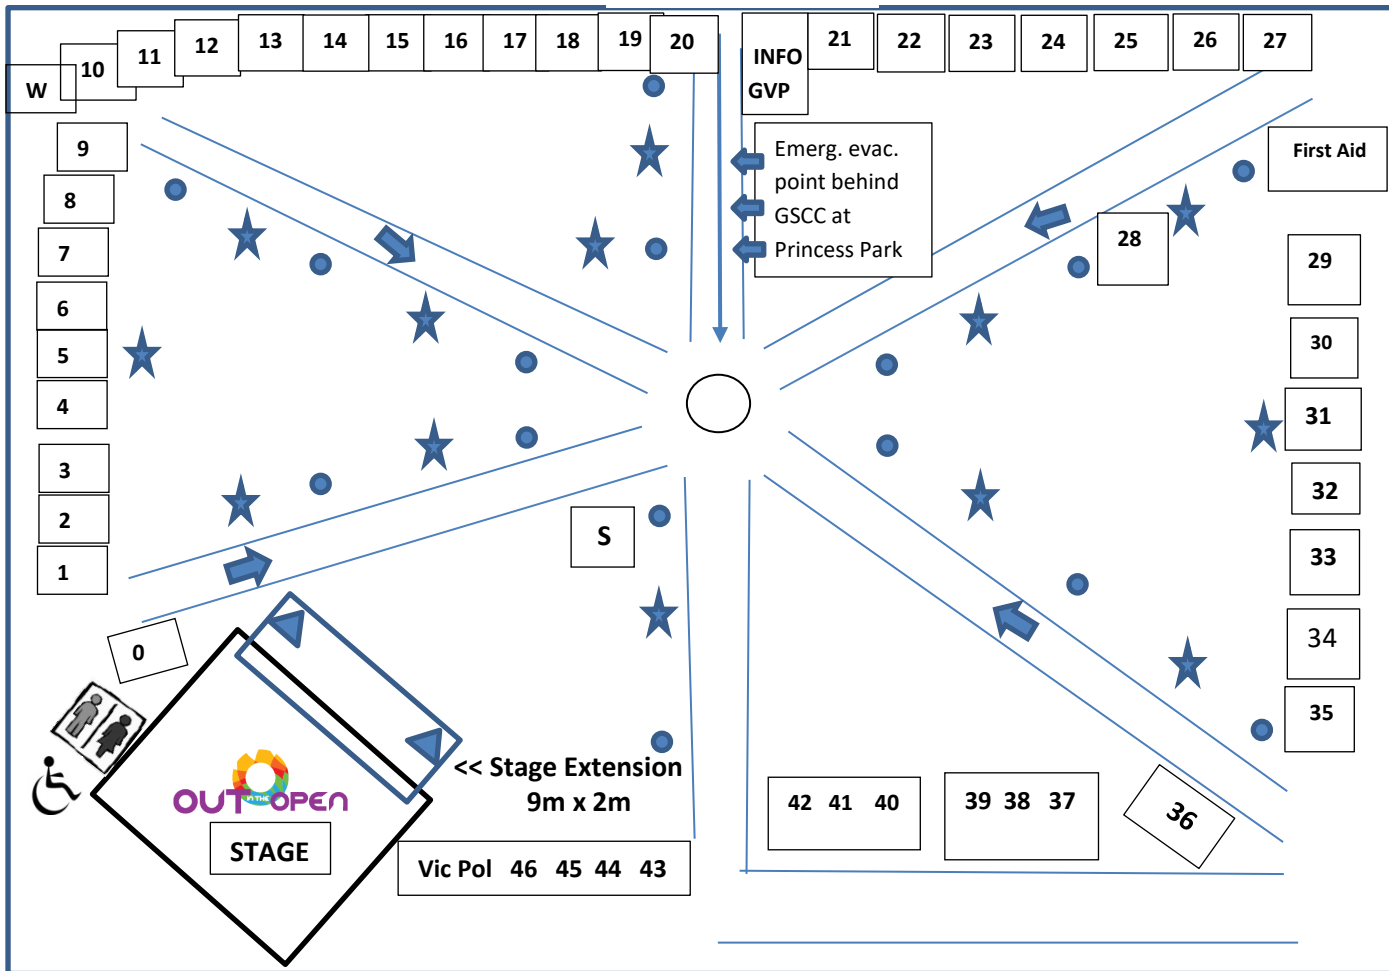 10 11 12 13 14 15 16 17 18 19 20
INFO
GVP
21 22 23 24 25 26 27
W
9
8
7
6
5
4
3
2
1
0
Emerg. evac.
point behind
GSCC at
Princess Park
First Aid
28
29
30
31
32
33
34
35
36
S
<< Stage Extension
9m x 2m
OUT IN THE OPEN
STAGE
Vic Pol 46 45 44 43
42 41 40
39 38 37